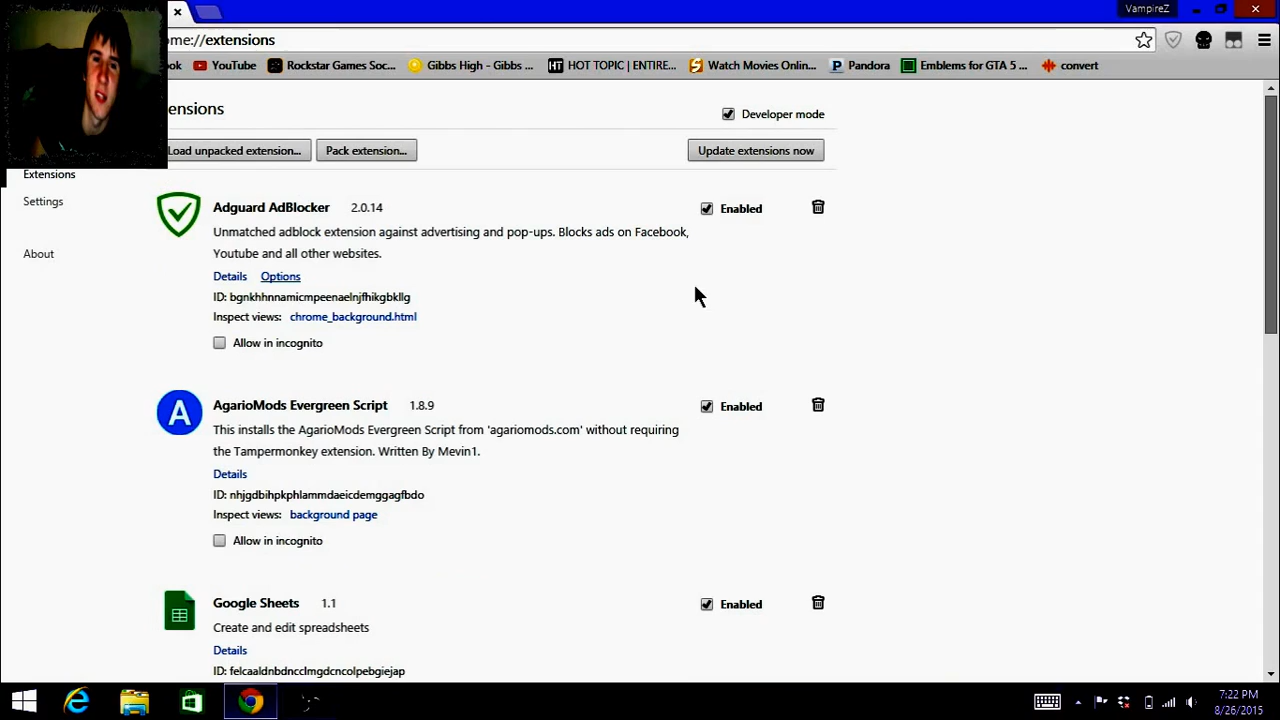 VampireZ
ome://extensions
ok YouTube Rockstar Games Soc... Gibbs High - Gibbs ... HT HOT TOPIC | ENTIRE... S Watch Movies Onlin... P Pandora Emblems for GTA 5 ... convert
ensions
Developer mode
Load unpacked extension... Pack extension... Update extensions now
Extensions
Settings
About
Adguard AdBlocker 2.0.14 Enabled
Unmatched adblock extension against advertising and pop-ups. Blocks ads on Facebook,
Youtube and all other websites.
Details Options
ID: bgnkhhnnamicmpeenaelnjfhikgbkllg
Inspect views: chrome_background.html
Allow in incognito
A AgarioMods Evergreen Script 1.8.9 Enabled
This installs the AgarioMods Evergreen Script from 'agariomods.com' without requiring
the Tampermonkey extension. Written By Mevin1.
Details
ID: nhjgdbihpkphlammdaeicdemggagfbdo
Inspect views: background page
Allow in incognito
Google Sheets 1.1 Enabled
Create and edit spreadsheets
Details
ID: felcaaldnbdncclmgdcncolpebgiejap
7:22 PM
8/26/2015